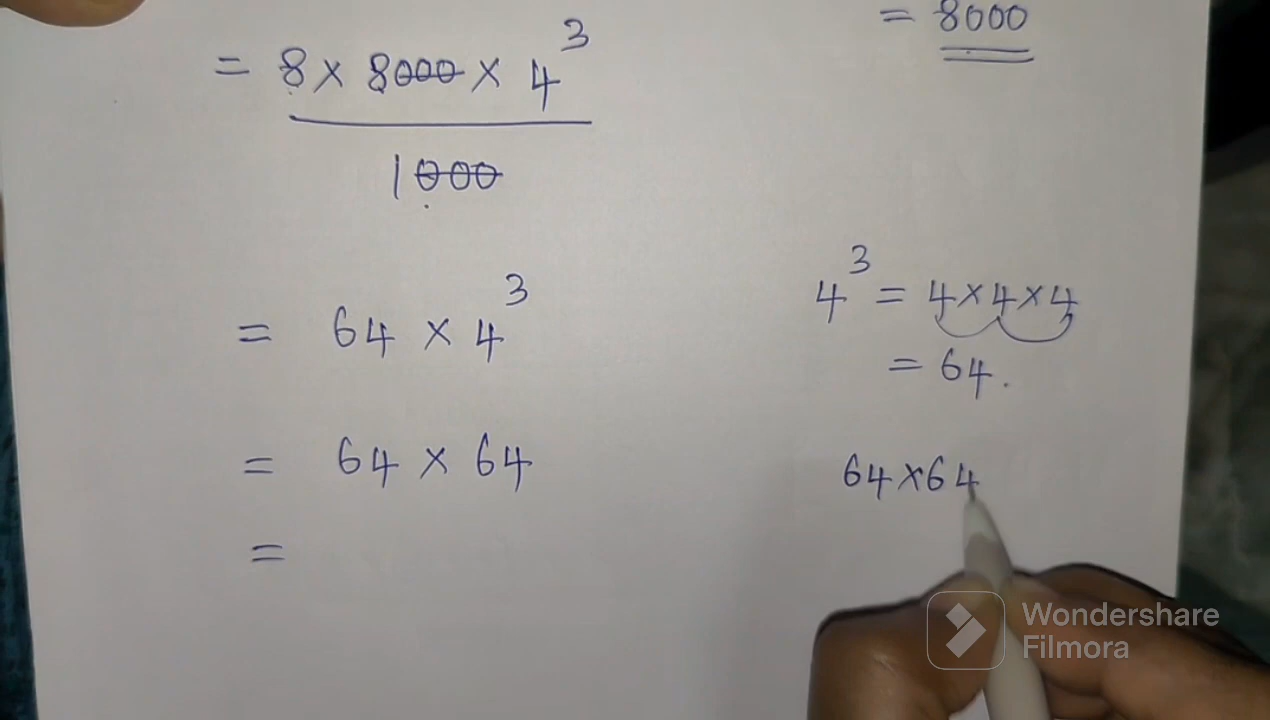 = 8000
= 8 × 8000 × 4³
1000
= 64 × 4³
4³ = 4×4×4
= 64.
= 64 × 64
64×64
=
Wondershare
Filmora